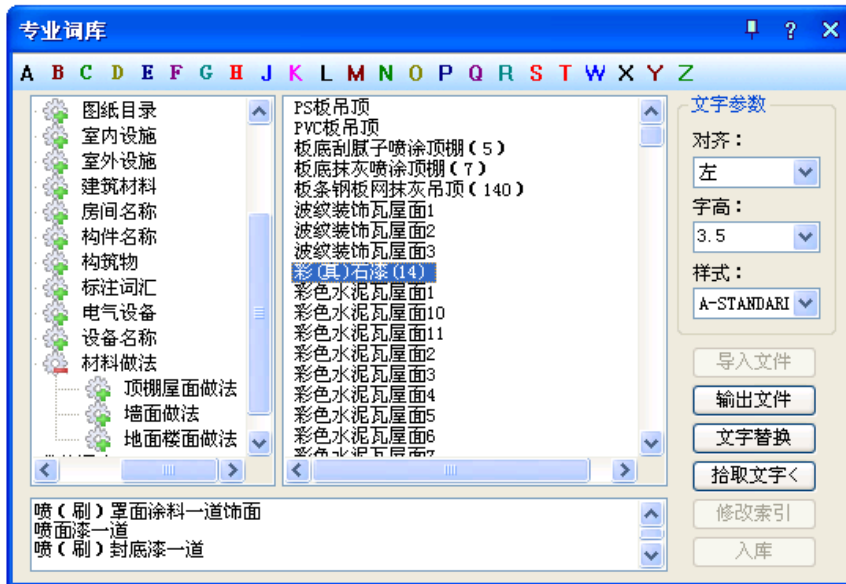 专业词库
? ×
A B C D E F G H J K L M N O P Q R S T W X Y Z
图纸目录
室内设施
室外设施
建筑材料
房间名称
构件名称
构筑物
标注词汇
电气设备
设备名称
材料做法
顶棚屋面做法
墙面做法
地面楼面做法
PS板吊顶
PVC板吊顶
板底刮腻子喷涂顶棚(5)
板底抹灰喷涂顶棚(7)
板条钢板网抹灰吊顶(140)
波纹装饰瓦屋面1
波纹装饰瓦屋面2
波纹装饰瓦屋面3
彩(真)石漆(14)
彩色水泥瓦屋面1
彩色水泥瓦屋面10
彩色水泥瓦屋面11
彩色水泥瓦屋面2
彩色水泥瓦屋面3
彩色水泥瓦屋面4
彩色水泥瓦屋面5
彩色水泥瓦屋面6
彩色水泥瓦屋面7
文字参数
对齐:
左
字高:
3.5
样式:
A-STANDARI
导入文件
输出文件
文字替换
拾取文字<
修改索引
入库
喷(刷)罩面涂料一道饰面
喷面漆一道
喷(刷)封底漆一道